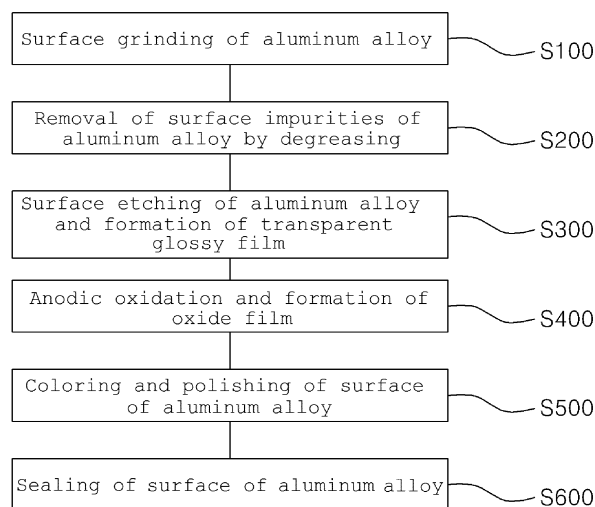 Surface grinding of aluminum alloy
S100
Removal of surface impurities of
aluminum alloy by degreasing
S200
Surface etching of aluminum alloy
and formation of transparent
glossy film
S300
Anodic oxidation and formation of
oxide film
S400
Coloring and polishing of surface
of aluminum alloy
S500
Sealing of surface of aluminum alloy
S600